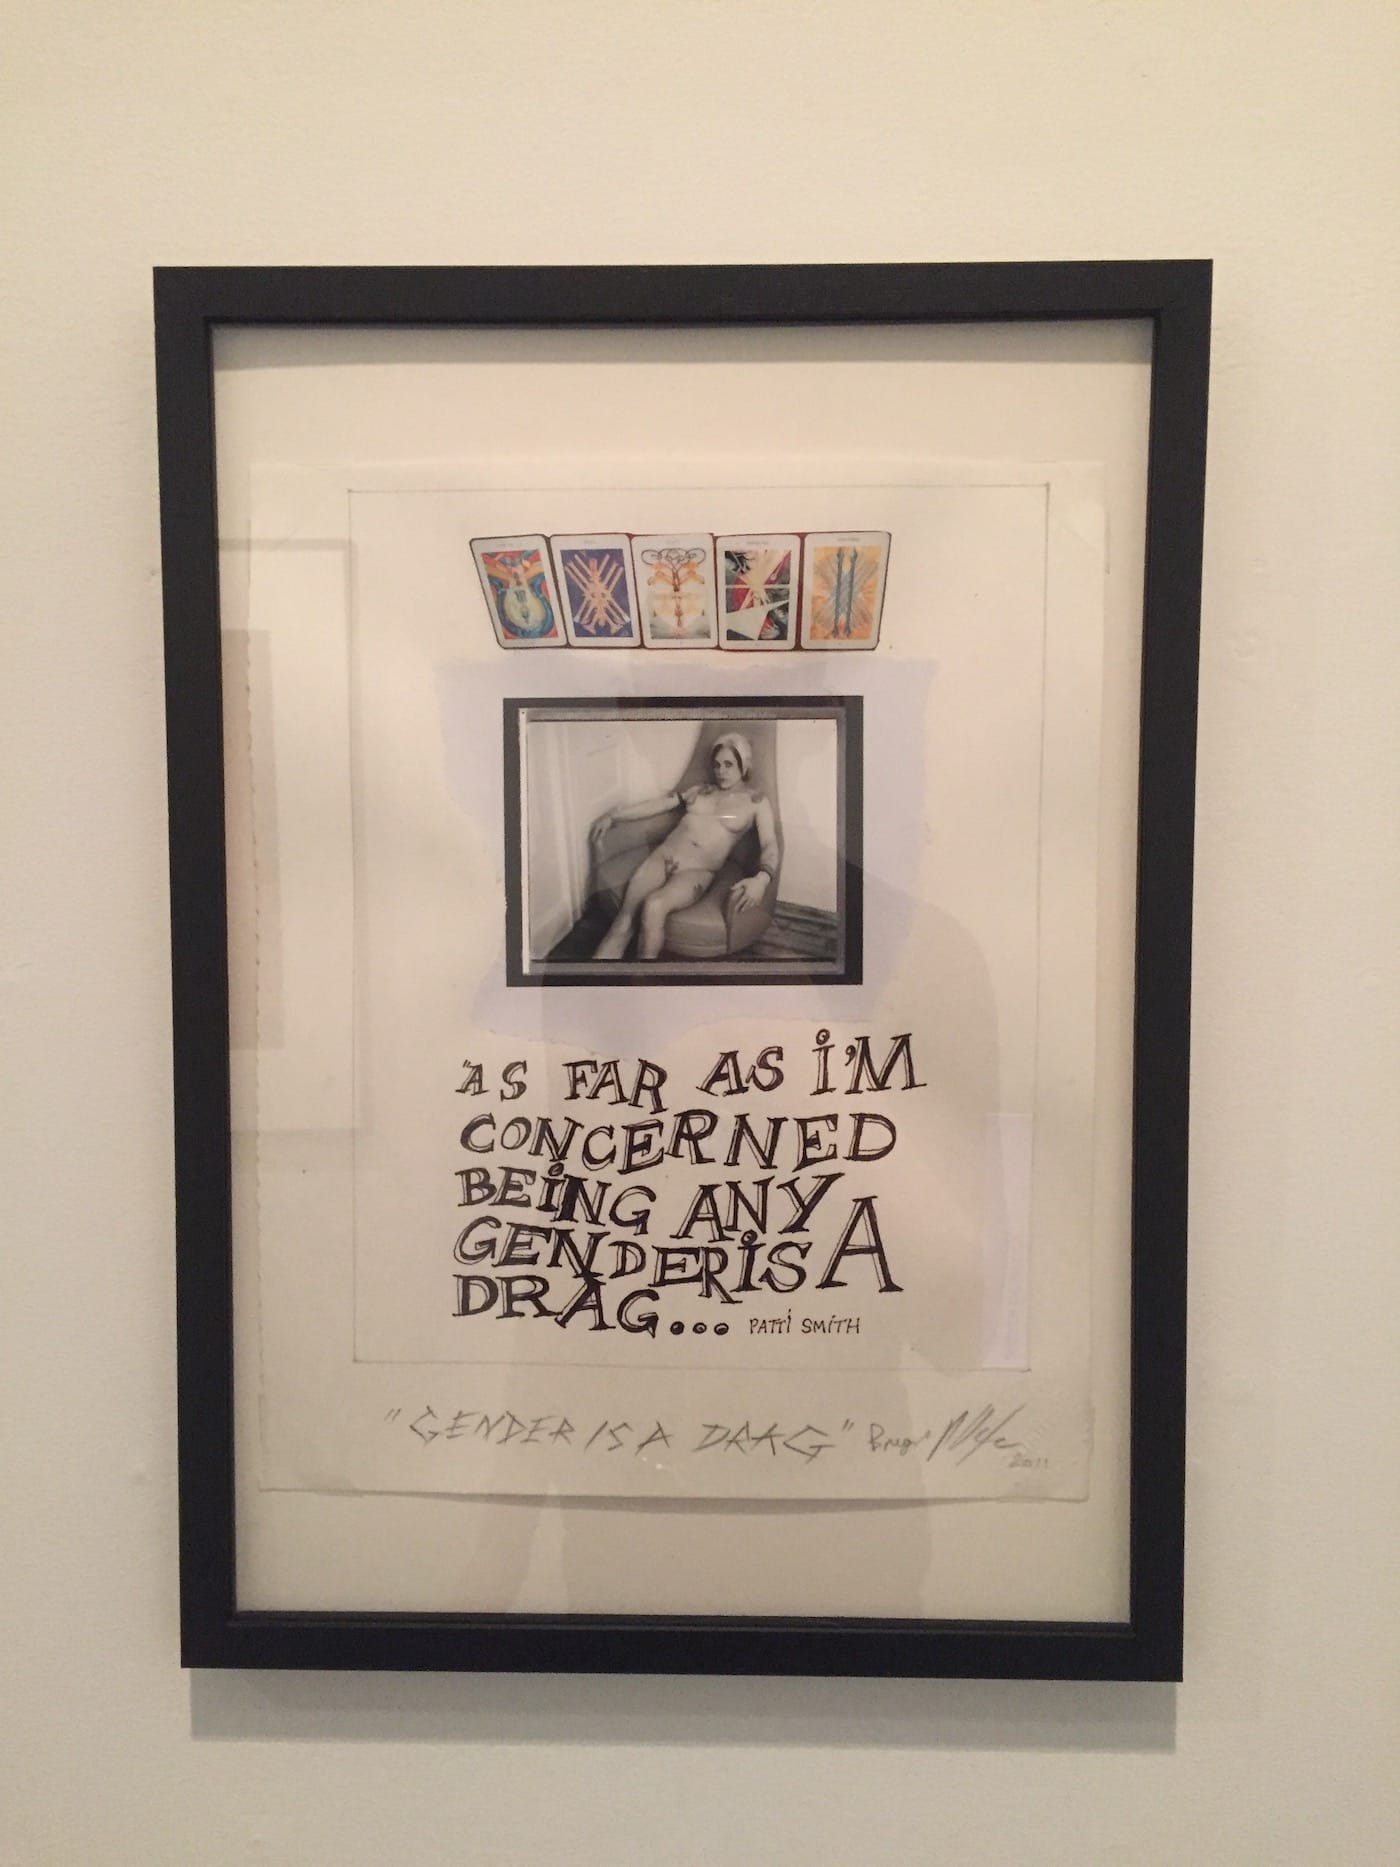 "AS FAR AS I'M
CONCERNED
BEING ANY
GENDER IS A
DRAG... PATTI SMITH
"GENDER IS A DRAG" 2011